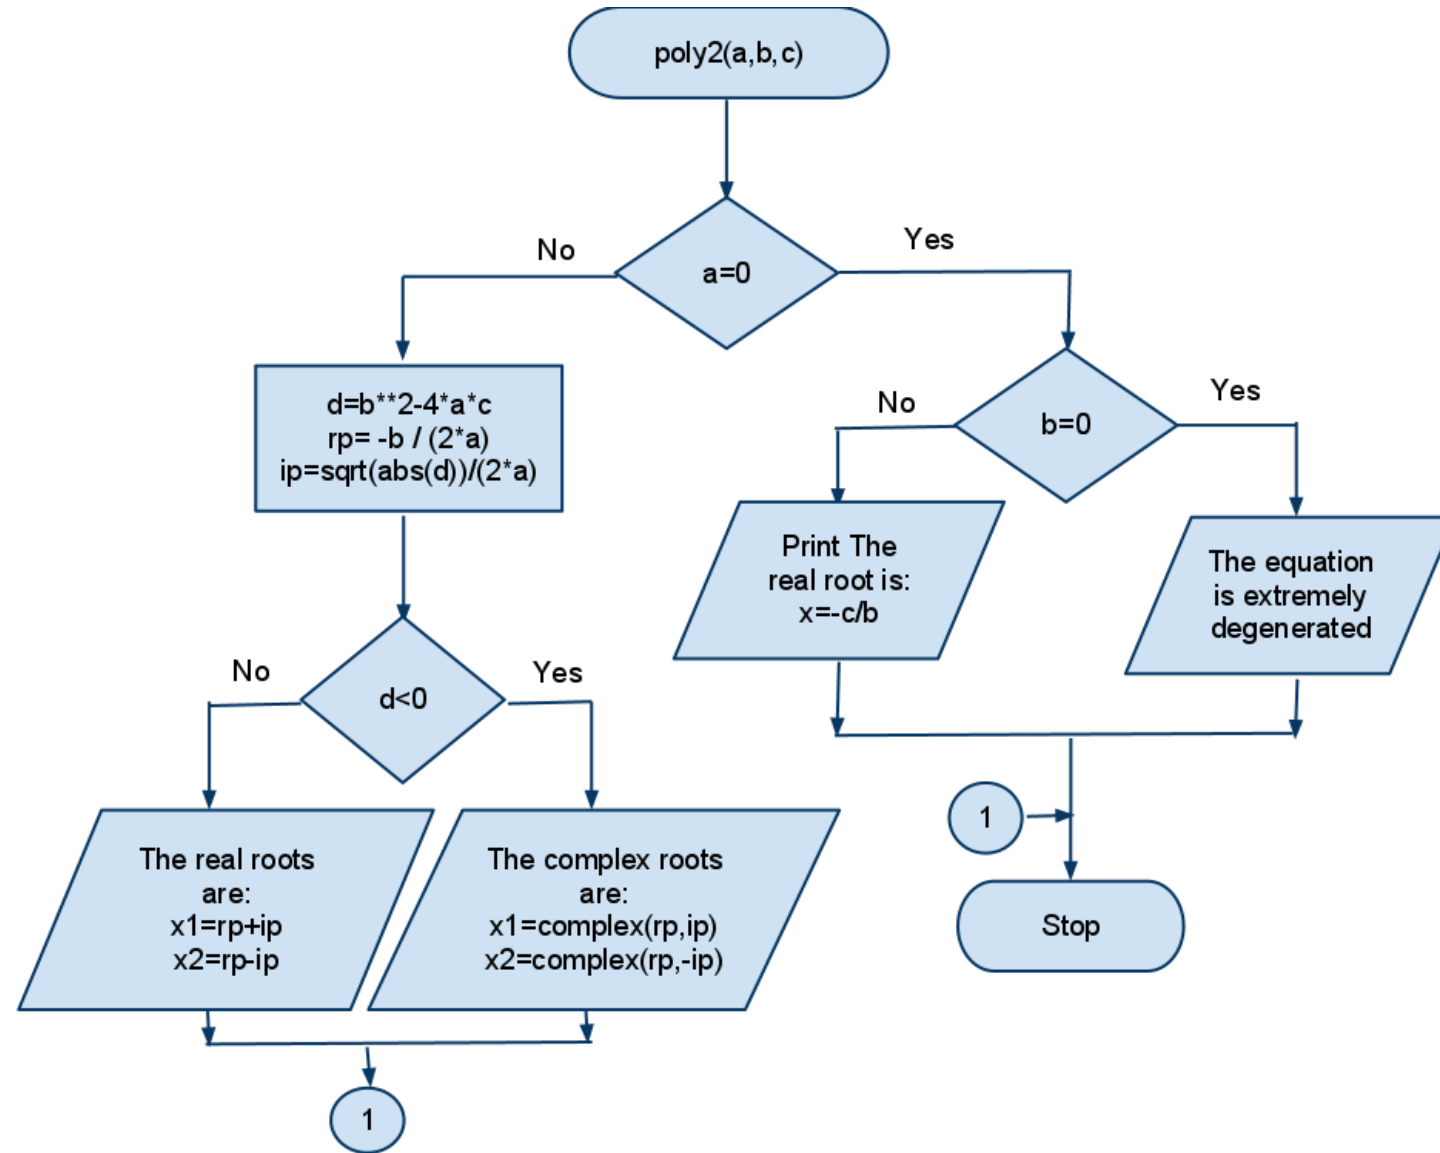 poly2(a,b,c)
No
Yes
a=0
d=b**2-4*a*c
rp= -b / (2*a)
ip=sqrt(abs(d))/(2*a)
No
Yes
b=0
Print The
real root is:
x=-c/b
The equation
is extremely
degenerated
No
Yes
d<0
The real roots
are:
x1=rp+ip
x2=rp-ip
The complex roots
are:
x1=complex(rp,ip)
x2=complex(rp,-ip)
1
Stop
1